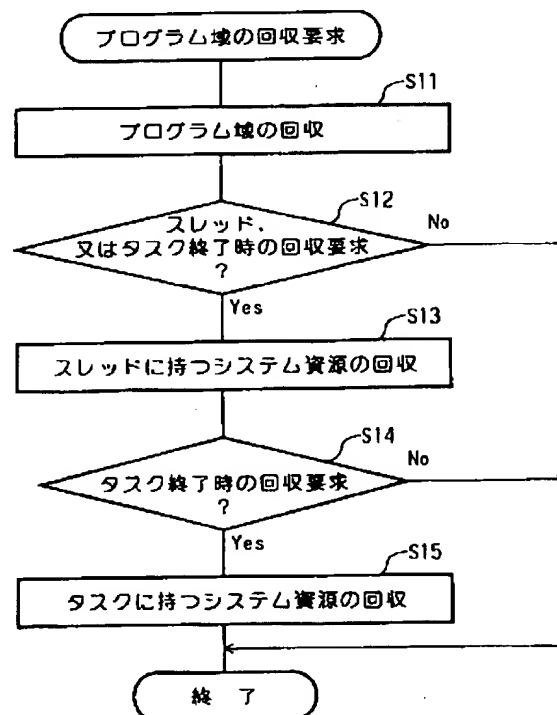 プログラム域の回収要求
S11
プログラム域の回収
S12
スレッド、
又はタスク終了時の回収要求
?
No
Yes
S13
スレッドに持つシステム資源の回収
S14
タスク終了時の回収要求
?
No
Yes
S15
タスクに持つシステム資源の回収
終 了